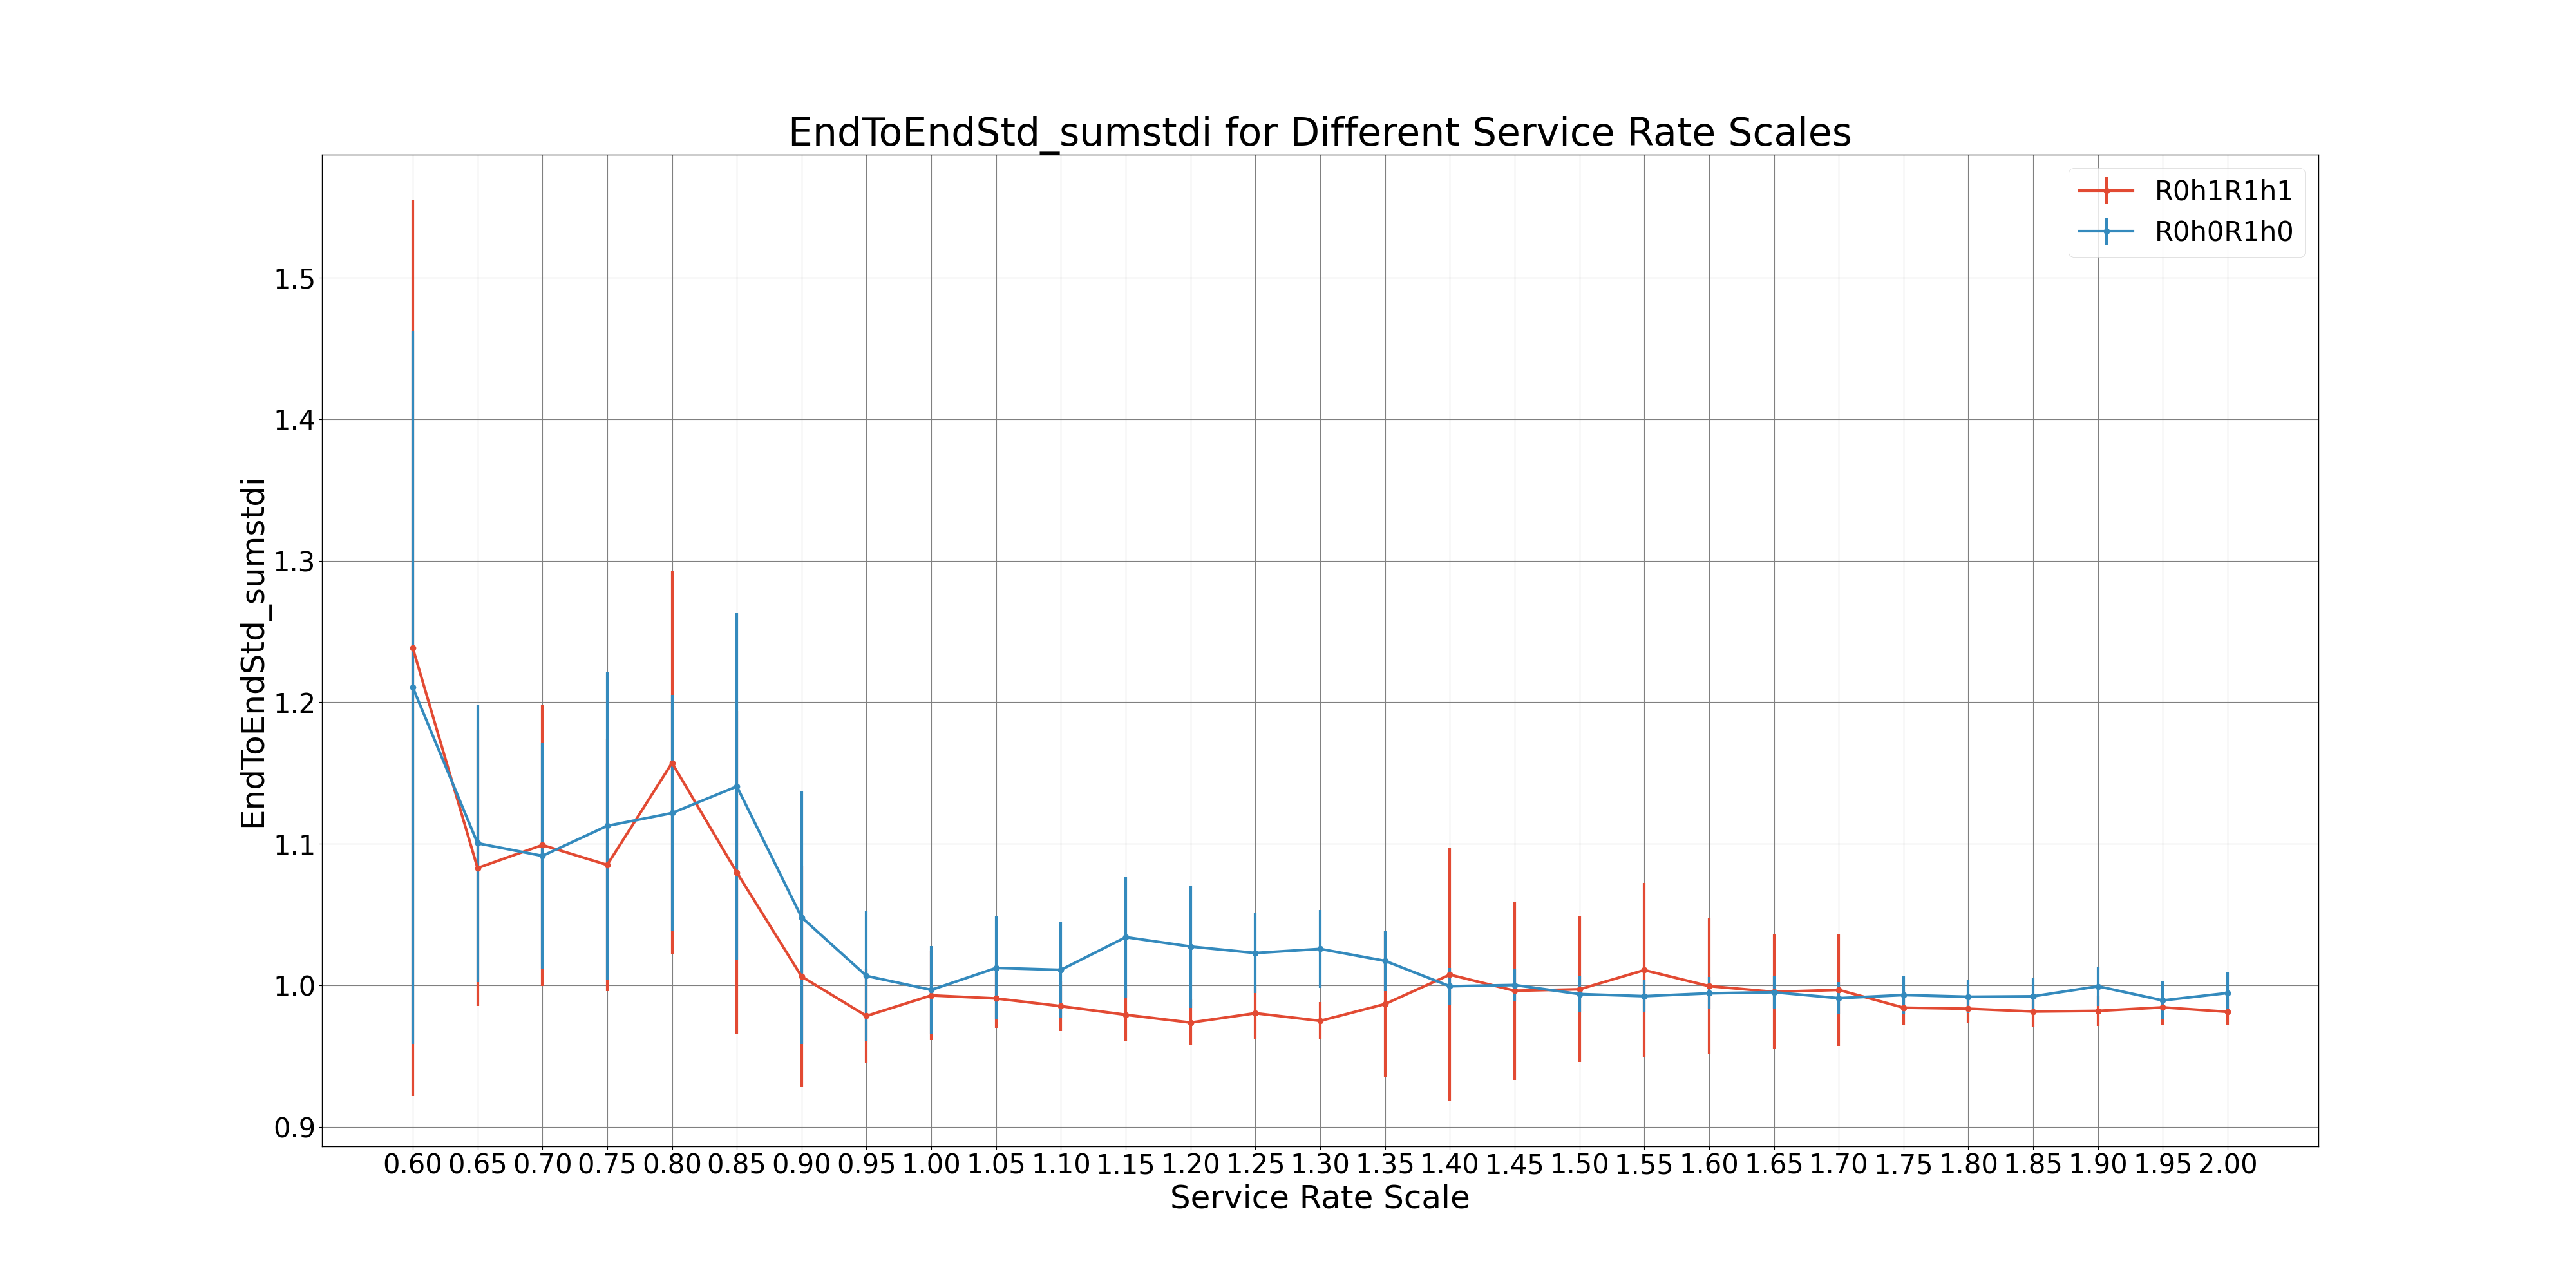 EndToEndStd_sumstdi for Different Service Rate Scales
R0h1R1h1
R0h0R1h0
EndToEndStd_sumstdi
1.5
1.4
1.3
1.2
1.1
1.0
0.9
0.60 0.65 0.70 0.75 0.80 0.85 0.90 0.95 1.00 1.05 1.10 1.15 1.20 1.25 1.30 1.35 1.40 1.45 1.50 1.55 1.60 1.65 1.70 1.75 1.80 1.85 1.90 1.95 2.00
Service Rate Scale